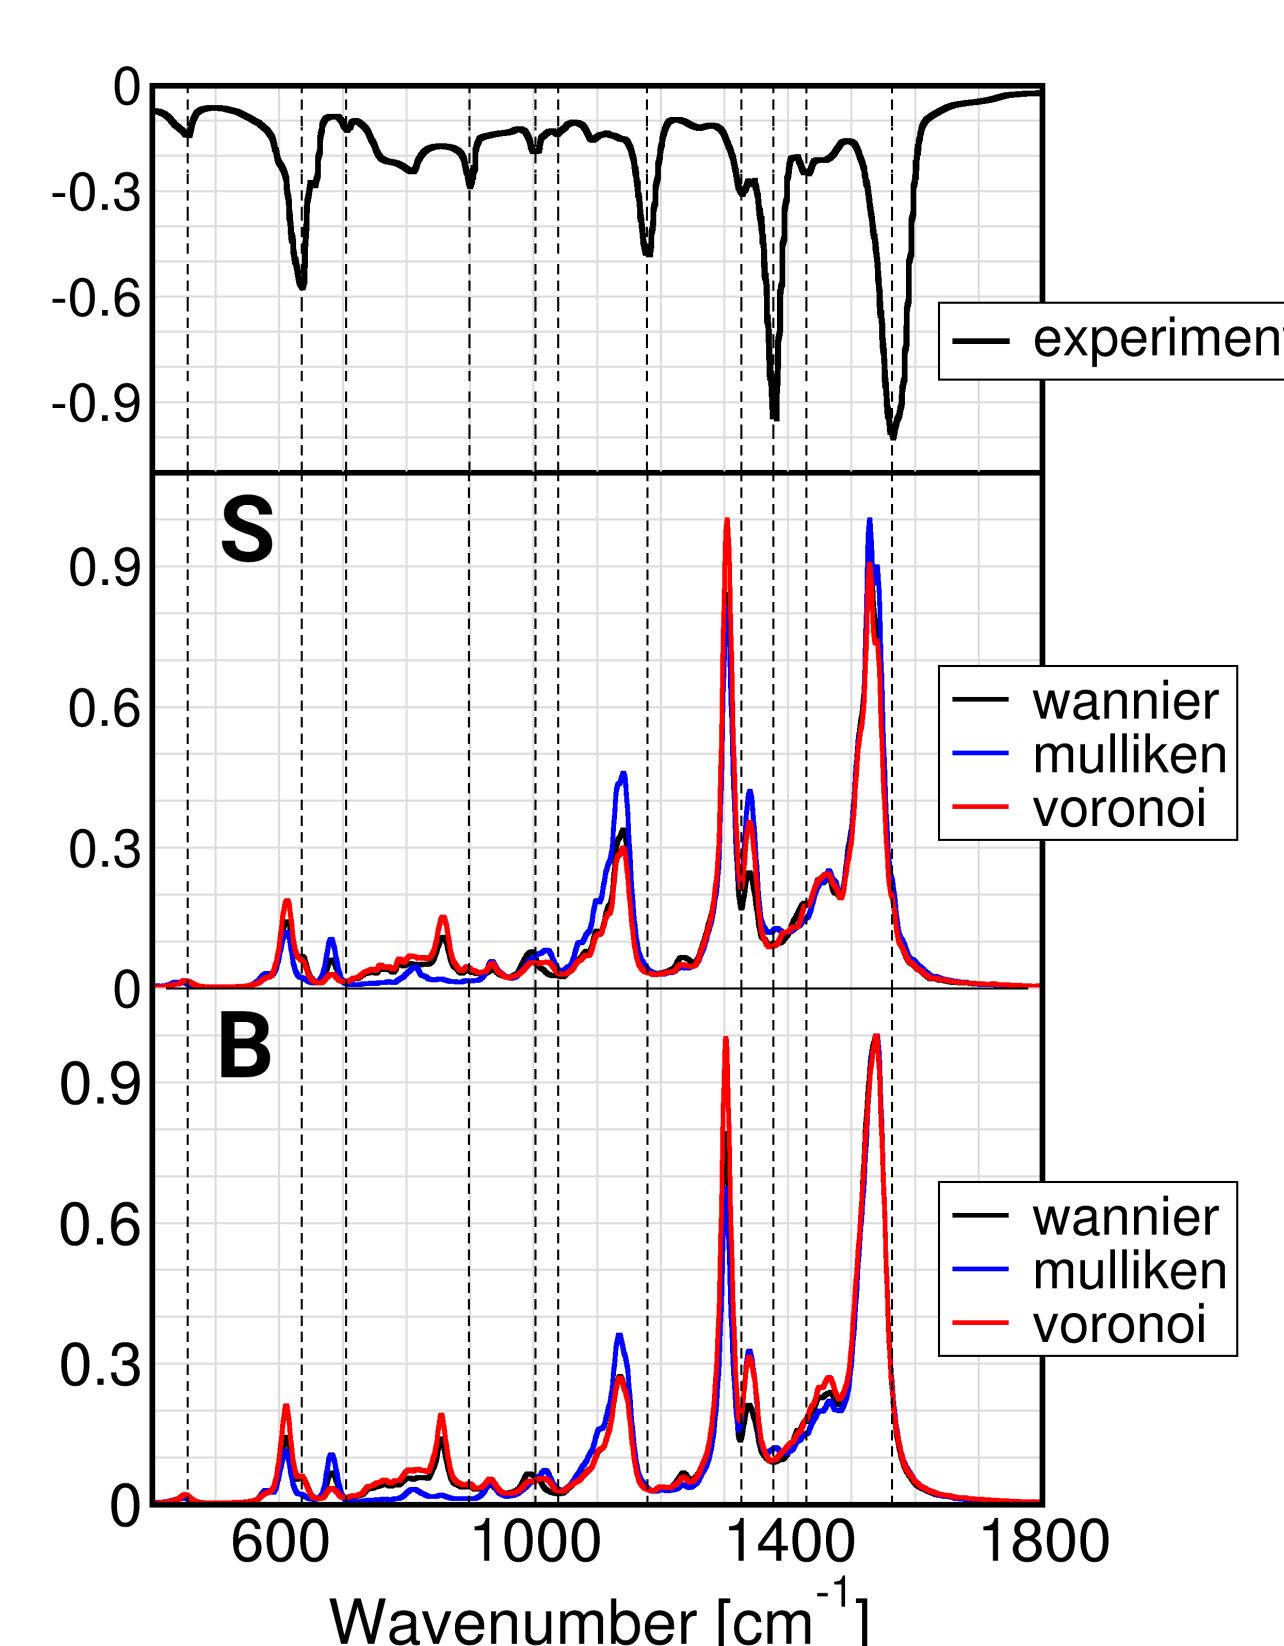 0
-0.3
-0.6
-0.9
experiment
S
0.9
0.6
0.3
0
wannier
mulliken
voronoi
B
0.9
0.6
0.3
0
wannier
mulliken
voronoi
600 1000 1400 1800
Wavenumber [cm-1]